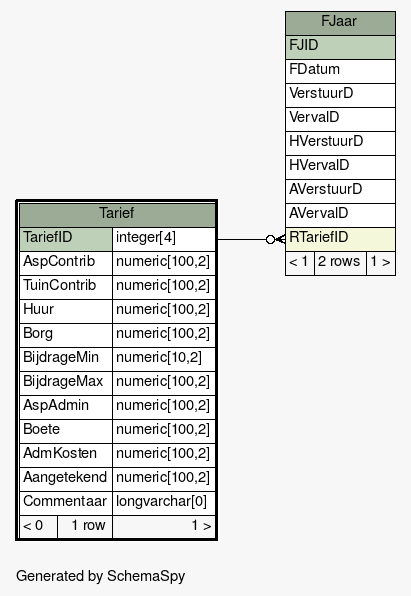 FJaar
FJID
FDatum
VerstuurD
VervalD
HVerstuurD
HVervalD
AVerstuurD
AVervalD
RTariefID
< 1 2 rows 1 >
Tarief
TariefID integer[4]
AspContrib numeric[100,2]
TuinContrib numeric[100,2]
Huur numeric[100,2]
Borg numeric[100,2]
BijdrageMin numeric[10,2]
BijdrageMax numeric[100,2]
AspAdmin numeric[100,2]
Boete numeric[100,2]
AdmKosten numeric[100,2]
Aangetekend numeric[100,2]
Commentaar longvarchar[0]
< 0 1 row 1 >
Generated by SchemaSpy